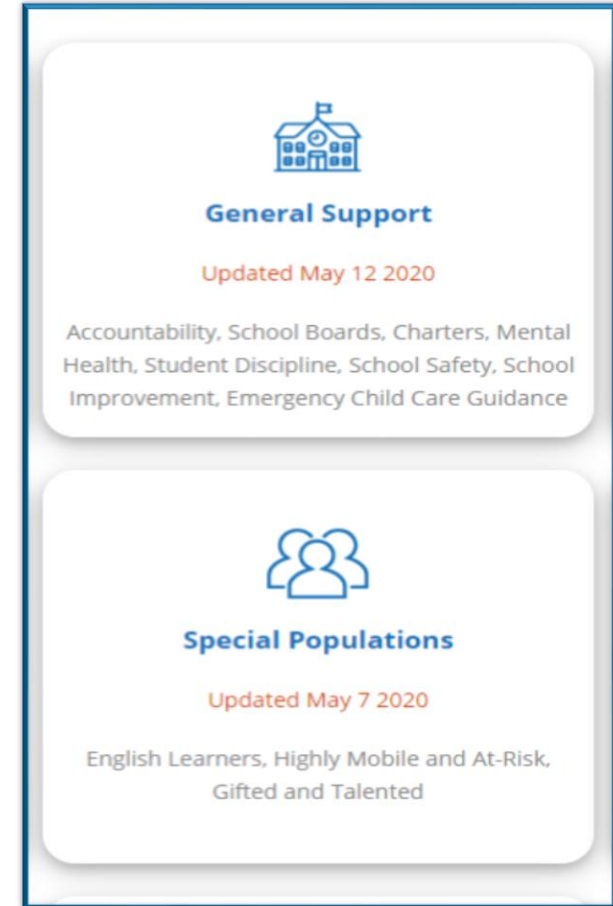 General Support
Updated May 12 2020
Accountability, School Boards, Charters, Mental
Health, Student Discipline, School Safety, School
Improvement, Emergency Child Care Guidance
Special Populations
Updated May 7 2020
English Learners, Highly Mobile and At-Risk,
Gifted and Talented